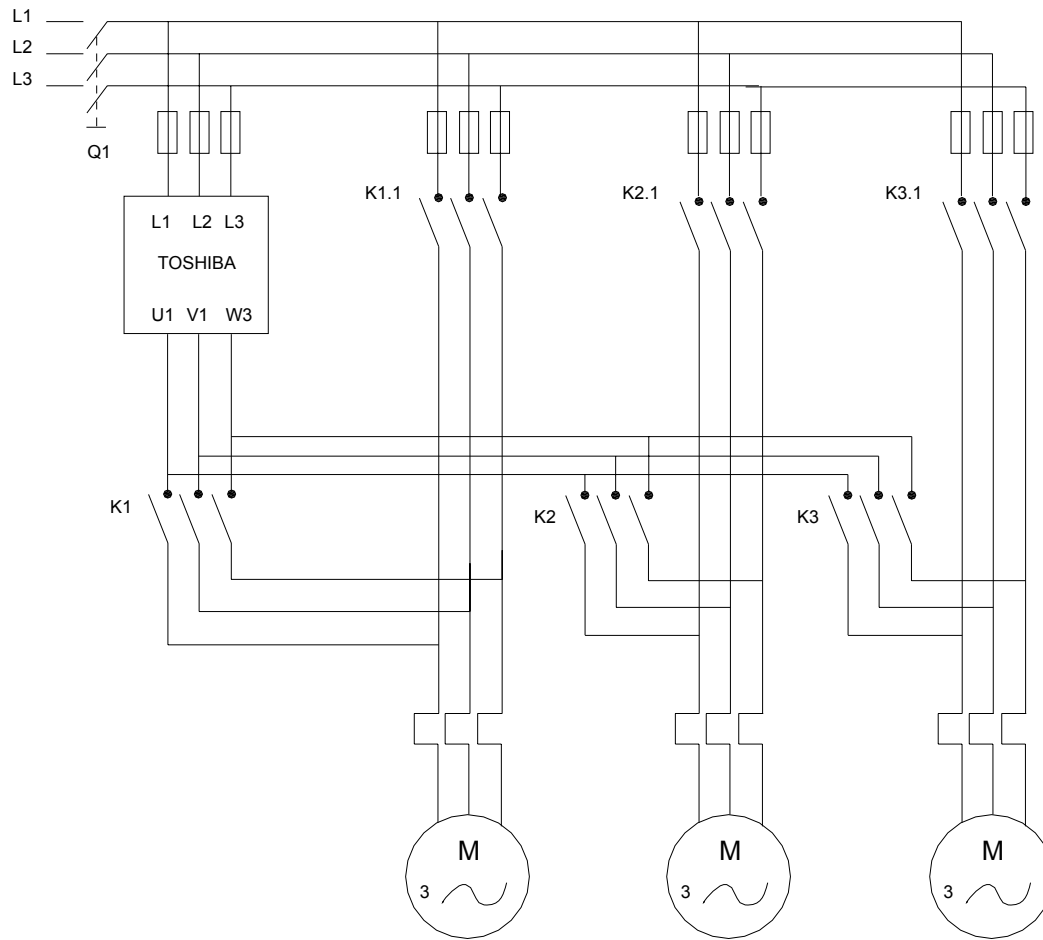 L1
L2
L3
Q1
K1.1
K2.1
K3.1
L1 L2 L3
TOSHIBA
U1 V1 W3
K1
K2
K3
M
3
M
3
M
3